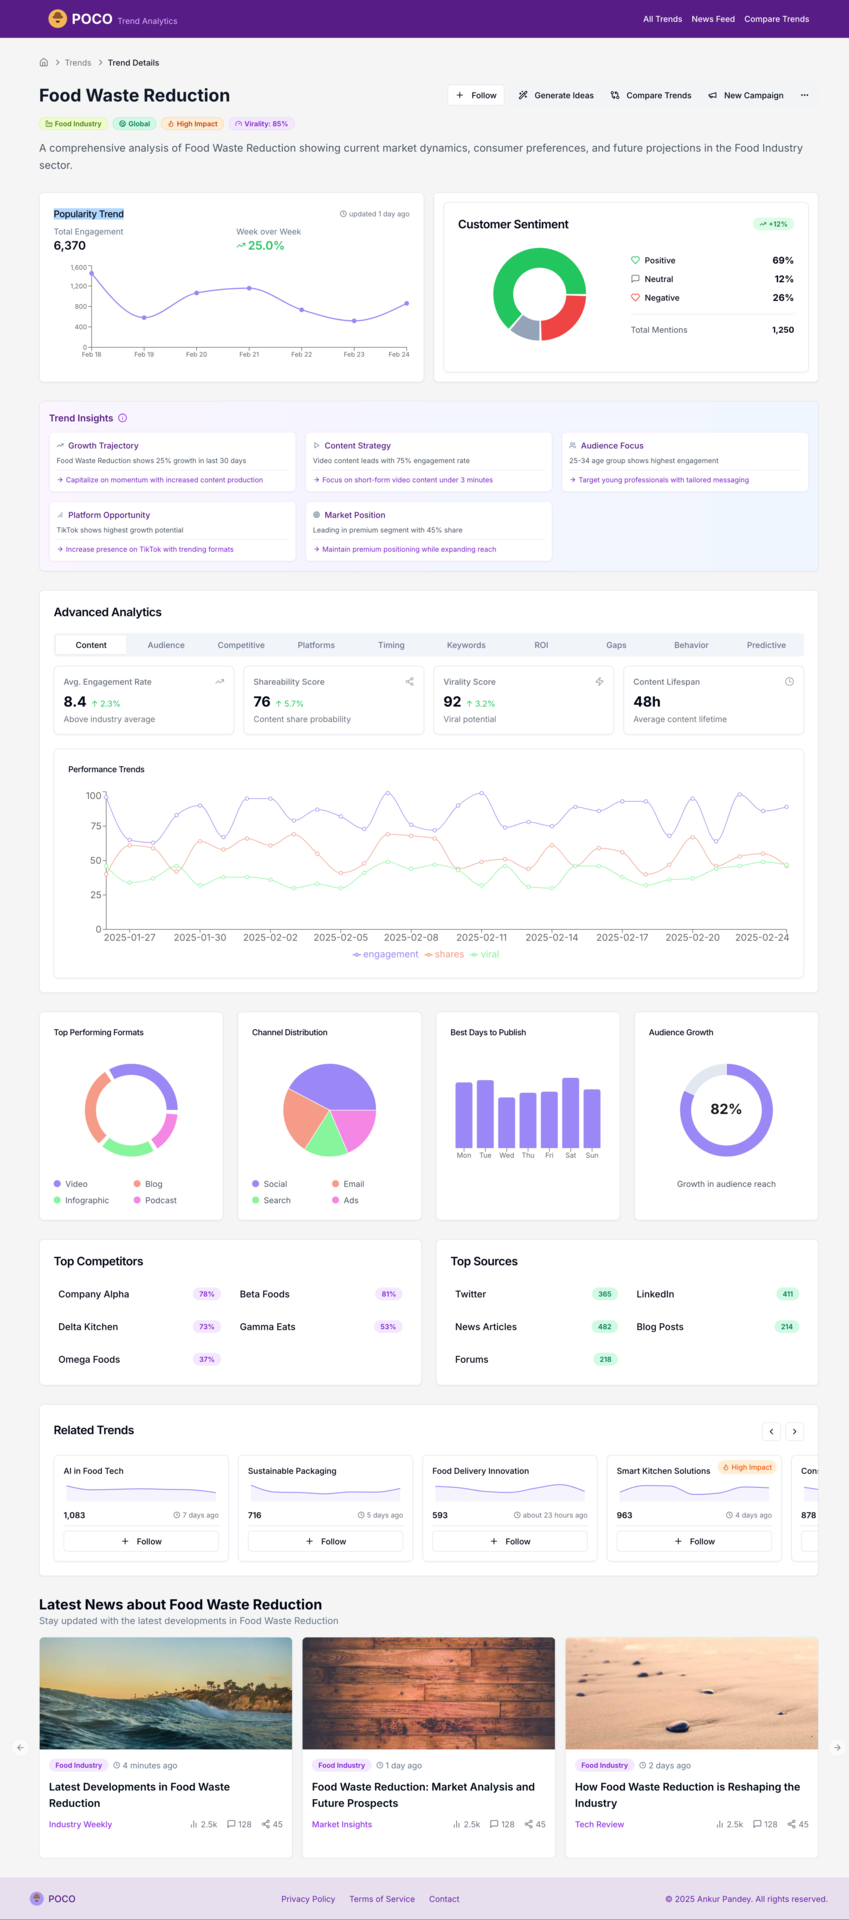 POCO Trend Analytics
All Trends News Feed Compare Trends
Trends Trend Details
Food Waste Reduction
Follow Generate Ideas Compare Trends New Campaign ...
Food Industry Global High Impact Virality: 85%
A comprehensive analysis of Food Waste Reduction showing current market dynamics, consumer preferences, and future projections in the Food Industry
sector.
Popularity Trend
updated 1 day ago
Total Engagement
6,370
Week over Week
25.0%
1,600
1,200
800
400
0
Feb 18 Feb 19 Feb 20 Feb 21 Feb 22 Feb 23 Feb 24
Customer Sentiment
+12%
Positive 69%
Neutral 12%
Negative 26%
Total Mentions 1,250
Trend Insights
Growth Trajectory
Food Waste Reduction shows 25% growth in last 30 days
→ Capitalize on momentum with increased content production
Content Strategy
Video content leads with 75% engagement rate
→ Focus on short-form video content under 3 minutes
Audience Focus
25-34 age group shows highest engagement
→ Target young professionals with tailored messaging
Platform Opportunity
TikTok shows highest growth potential
→ Increase presence on TikTok with trending formats
Market Position
Leading in premium segment with 45% share
→ Maintain premium positioning while expanding reach
Advanced Analytics
Content Audience Competitive Platforms Timing Keywords ROI Gaps Behavior Predictive
Avg. Engagement Rate
8.4 ↑ 2.3%
Above industry average
Shareability Score
76 ↑ 5.7%
Content share probability
Virality Score
92 ↑ 3.2%
Viral potential
Content Lifespan
48h
Average content lifetime
Performance Trends
100
75
50
25
0
2025-01-27 2025-01-30 2025-02-02 2025-02-05 2025-02-08 2025-02-11 2025-02-14 2025-02-17 2025-02-20 2025-02-24
engagement shares viral
Top Performing Formats
Video Blog
Infographic Podcast
Channel Distribution
Social Email
Search Ads
Best Days to Publish
Mon Tue Wed Thu Fri Sat Sun
Audience Growth
82%
Growth in audience reach
Top Competitors
Company Alpha 78% Beta Foods 81%
Delta Kitchen 73% Gamma Eats 53%
Omega Foods 37%
Top Sources
Twitter 365 LinkedIn 411
News Articles 482 Blog Posts 214
Forums 218
Related Trends
AI in Food Tech
1,083 7 days ago
Follow
Sustainable Packaging
716 5 days ago
Follow
Food Delivery Innovation
593 about 23 hours ago
Follow
High Impact
Smart Kitchen Solutions
963 4 days ago
Follow
Con
878
Latest News about Food Waste Reduction
Stay updated with the latest developments in Food Waste Reduction
Food Industry 4 minutes ago
Latest Developments in Food Waste
Reduction
Industry Weekly 2.5k 128 45
Food Industry 1 day ago
Food Waste Reduction: Market Analysis and
Future Prospects
Market Insights 2.5k 128 45
Food Industry 2 days ago
How Food Waste Reduction is Reshaping the
Industry
Tech Review 2.5k 128 45
POCO
Privacy Policy Terms of Service Contact
© 2025 Ankur Pandey. All rights reserved.